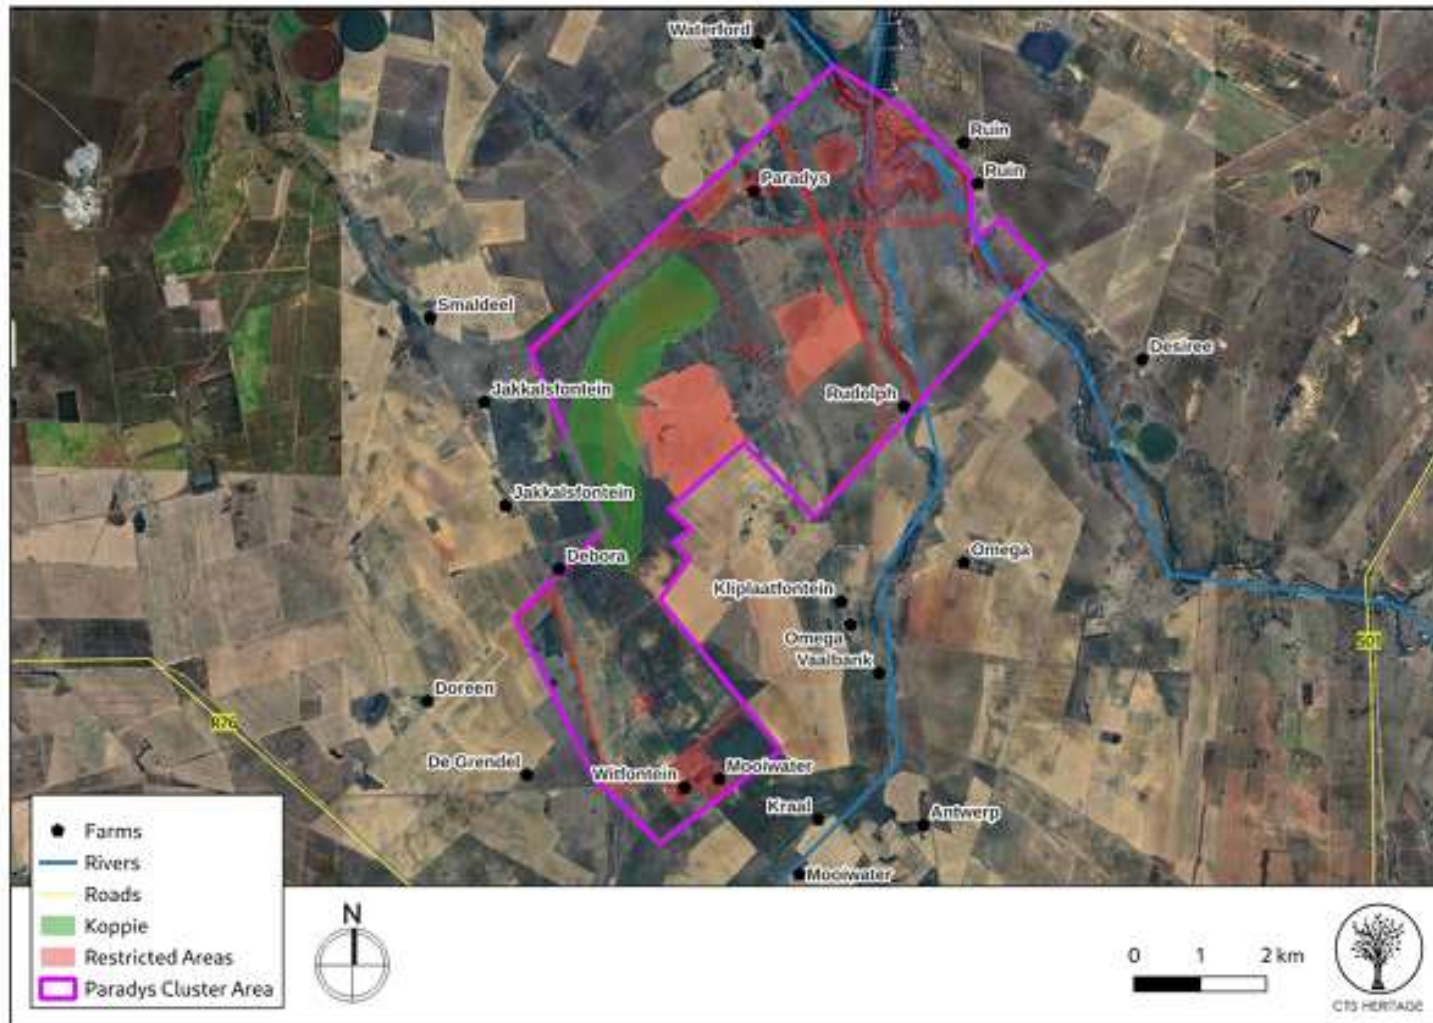 Waterford
Ruin
Ruin
Paradys
Smaldeel
Desiree
Jakkalsfontein
Rudolph
Jakkalsfontein
Omega
Debora
Kliplaatfontein
Omega
Vaalbank
S01
Doreen
R76
De Grendel
Witfontein
Mooiwater
Kraal
Antwerp
Mooiwater
Farms
Rivers
Roads
Koppie
Restricted Areas
Paradys Cluster Area
N
0 1 2 km
CTS HERITAGE